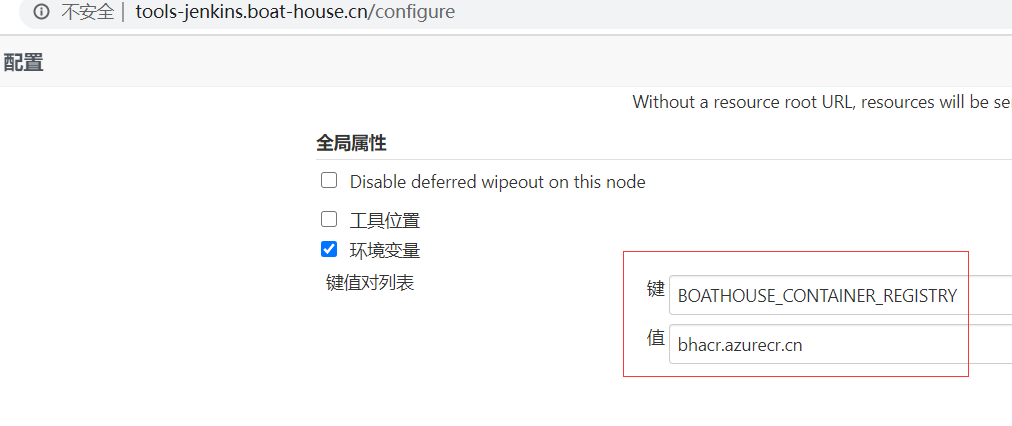 不安全 | tools-jenkins.boat-house.cn/configure
配置
Without a resource root URL, resources will be se
全局属性
Disable deferred wipeout on this node
工具位置
环境变量
键值对列表
键 BOATHOUSE_CONTAINER_REGISTRY
值 bhacr.azurecr.cn